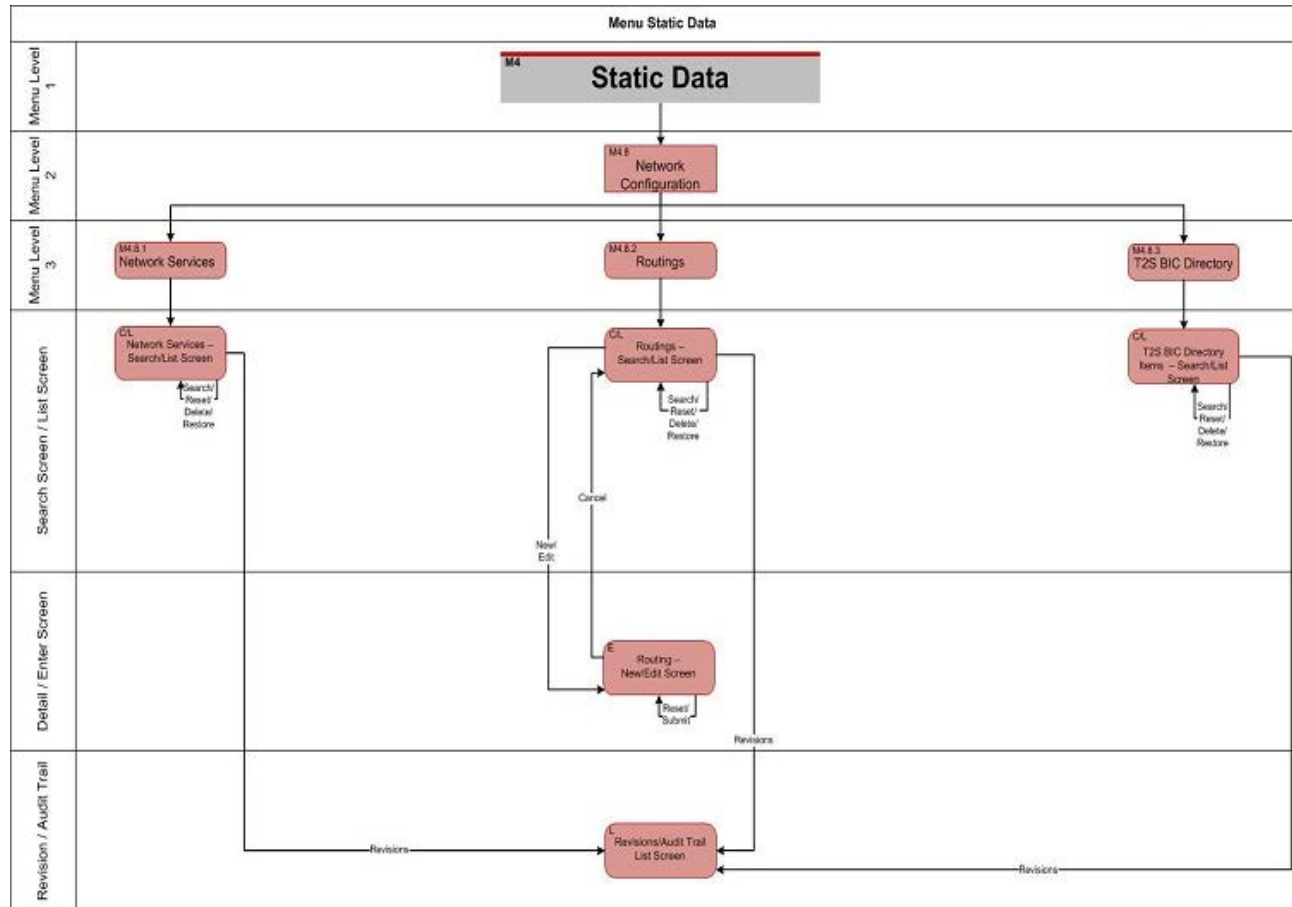 Menu Static Data
Menu Level
1
M4
Static Data
Menu Level
2
M4.8
Network
Configuration
Menu Level
3
M4.8.1
Network Services
M4.8.2
Routings
M4.8.3
T2S BIC Directory
Search Screen / List Screen
C/L
Network Services –
Search/List Screen
Search/
Reset/
Delete/
Restore
C/L
Routings –
Search/List Screen
Search/
Reset/
Delete/
Restore
C/L
T2S BIC Directory
Items – Search/List
Screen
Search/
Reset/
Delete/
Restore
Cancel
New/
Edit
Detail / Enter Screen
E
Routing –
New/Edit Screen
Reset/
Submit
Revisions
Revision / Audit Trail
L
Revisions/Audit Trail
List Screen
Revisions
Revisions